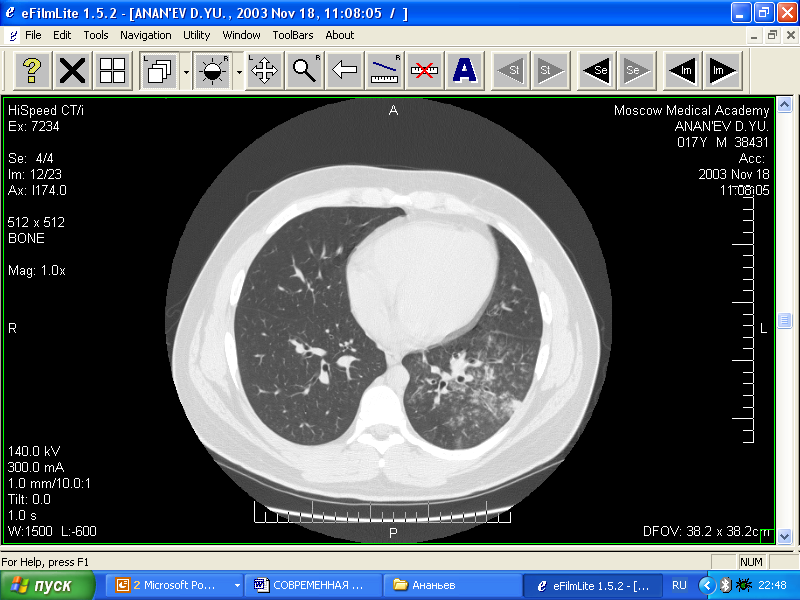 eFilmLite 1.5.2 - [ANAN'EV D.YU. , 2003 Nov 18, 11:08:05 / ]
File Edit Tools Navigation Utility Window ToolBars About
? R R R R A St St Se Se Im Im
HiSpeed CT/i
Ex: 7234
Se: 4/4
Im: 12/23
Ax: I174.0
512 x 512
BONE
Mag: 1.0x
A
Moscow Medical Academy
ANAN'EV D.YU.
017Y M 38431
Acc:
2003 Nov 18
11:08:05
R
L
140.0 kV
300.0 mA
1.0 mm/10.0:1
Tilt: 0.0
1.0 s
W:1500 L:-600
P
DFOV: 38.2 x 38.2cm
For Help, press F1
NUM
пуск
2 Microsoft Po...
СОВРЕМЕННАЯ ...
Ананьев
eFilmLite 1.5.2 - [...
RU
22:48